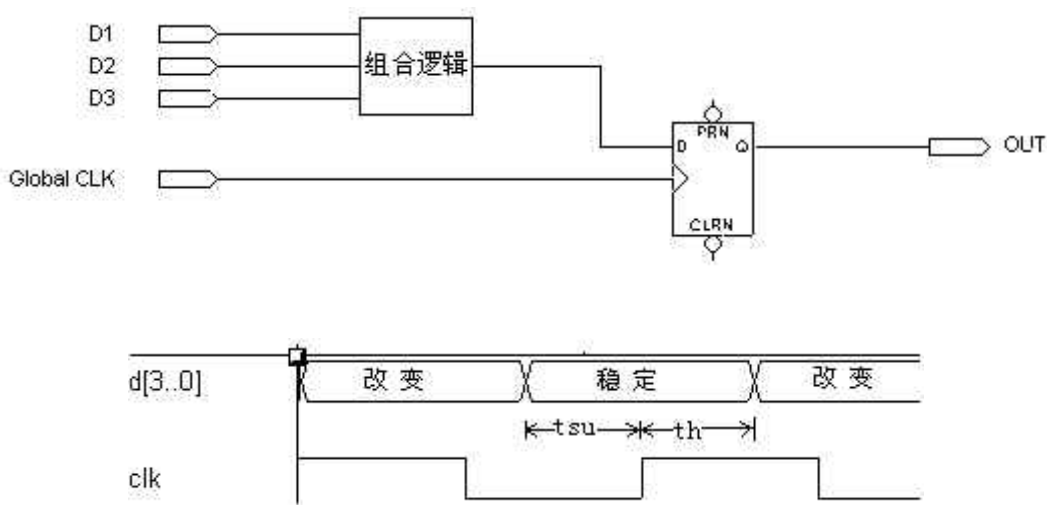 D1
D2
D3
组合逻辑
Global CLK
PRN
D Q
CLRN
OUT
d[3..0]
改变 稳定 改变
tsu th
clk